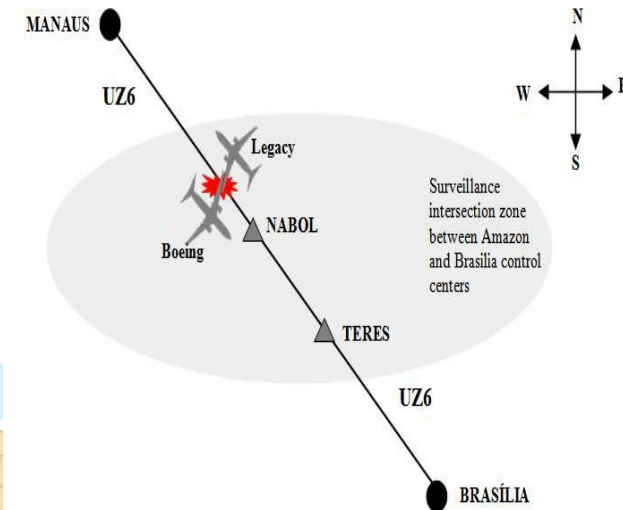 MANAUS
N
UZ6
W
E
S
Legacy
Surveillance
intersection zone
between Amazon
and Brasilia control
centers
NABOL
Boeing
TERES
UZ6
BRASÍLIA